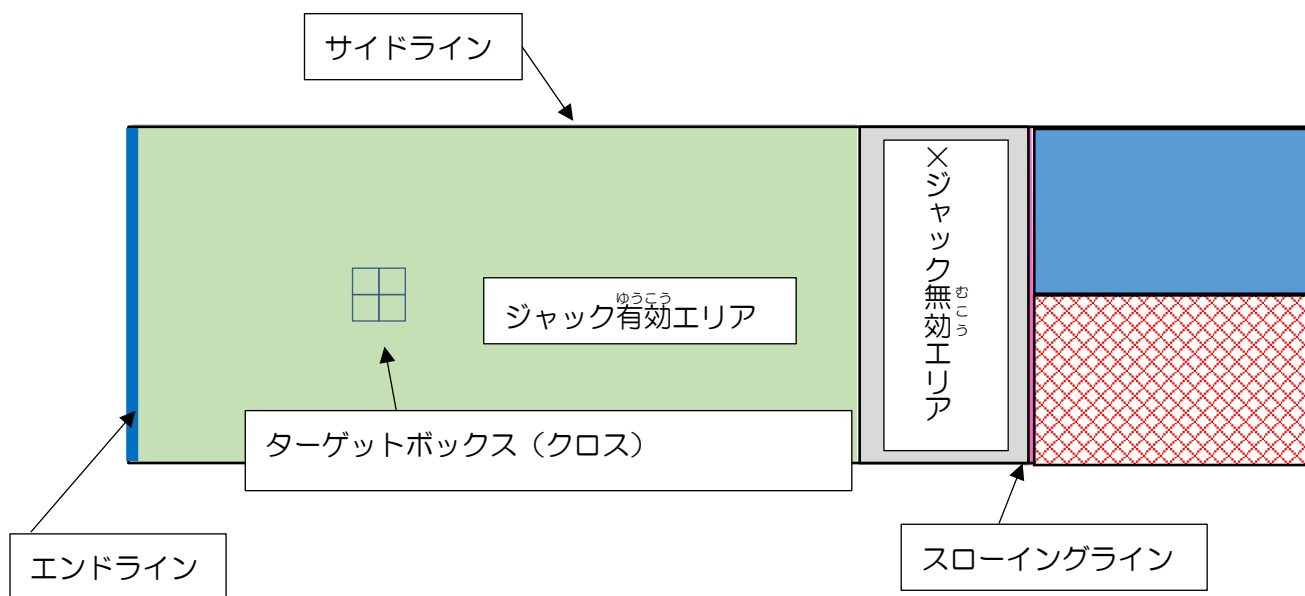 サイドライン
×ジャック無効エリア
むこう
ゆうこう
ジャック有効エリア
ターゲットボックス（クロス）
エンドライン
スローイングライン